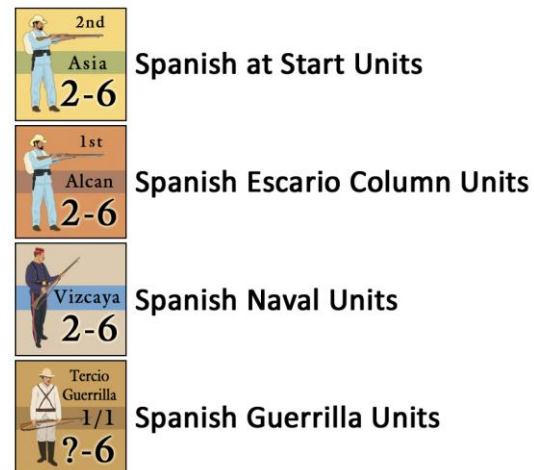 2nd
Asia
2-6
Spanish at Start Units
1st
Alcan
2-6
Spanish Escario Column Units
Vizcaya
2-6
Spanish Naval Units
Tercio
Guerrilla
1/1
?-6
Spanish Guerrilla Units